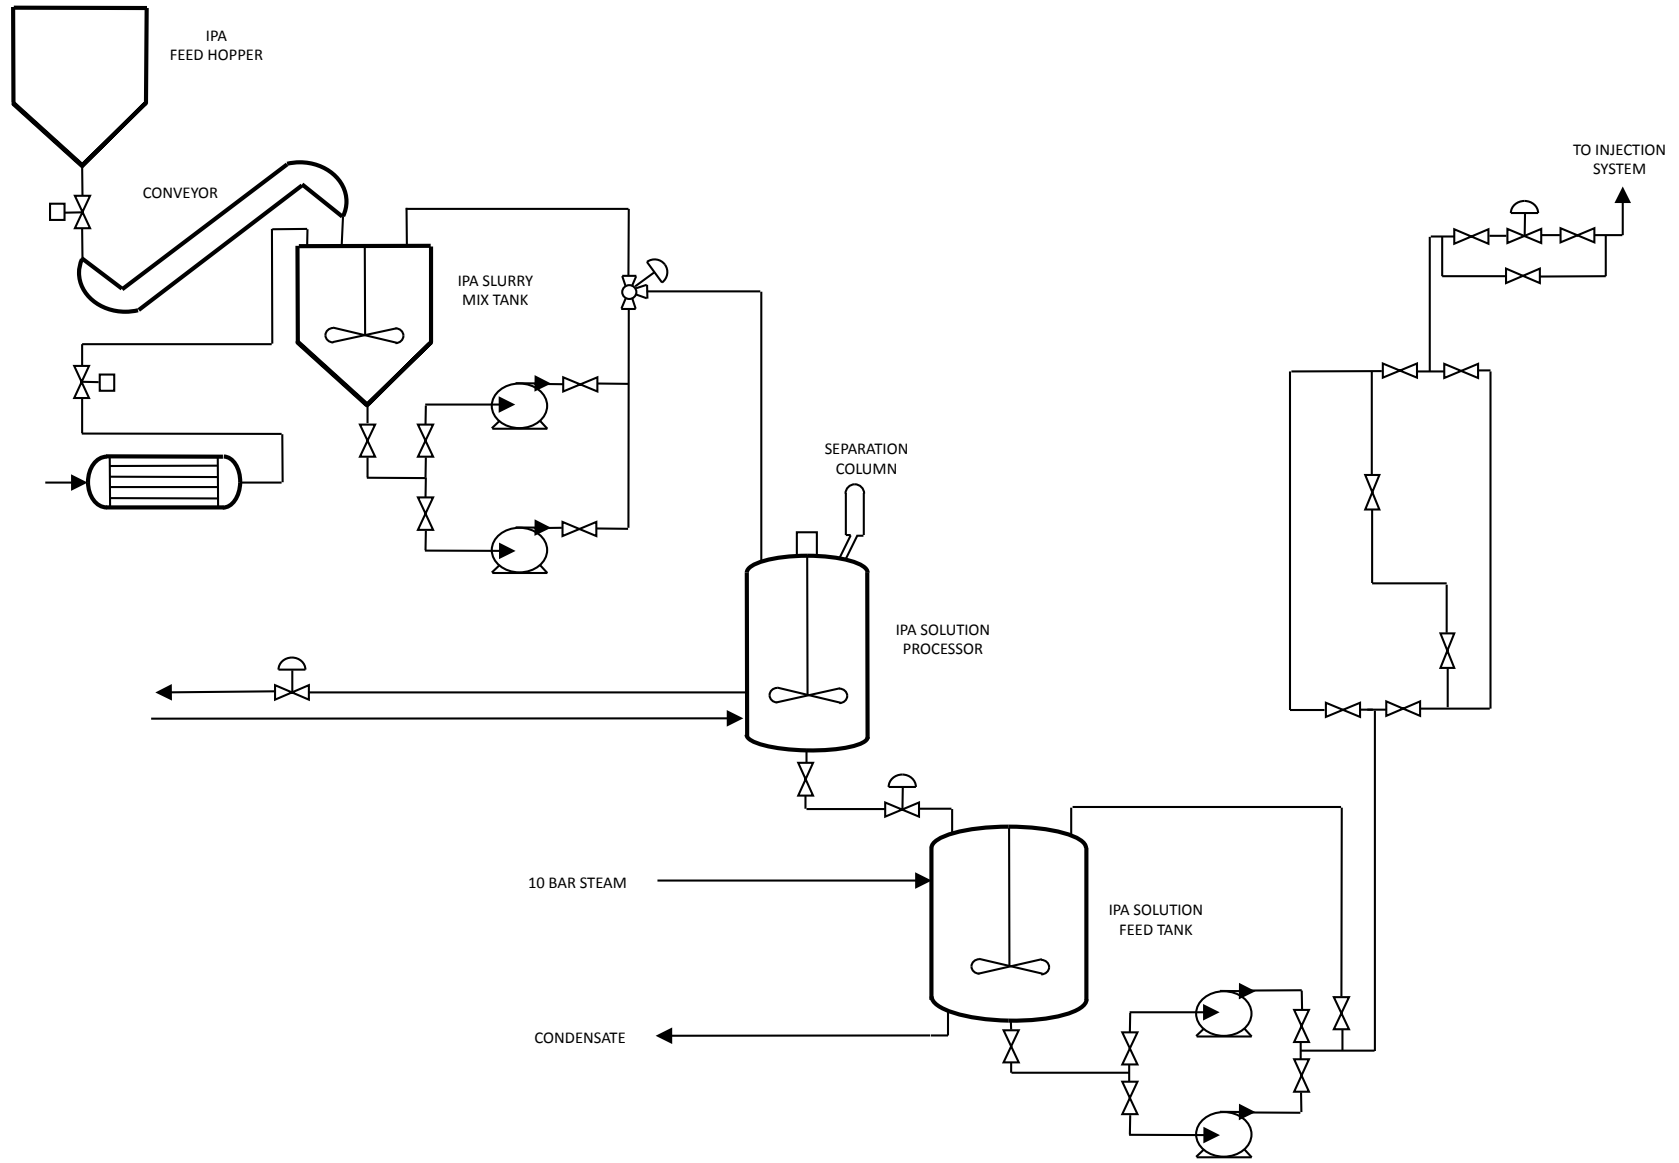 IPA
FEED HOPPER
CONVEYOR
TO INJECTION
SYSTEM
IPA SLURRY
MIX TANK
SEPARATION
COLUMN
IPA SOLUTION
PROCESSOR
10 BAR STEAM
IPA SOLUTION
FEED TANK
CONDENSATE